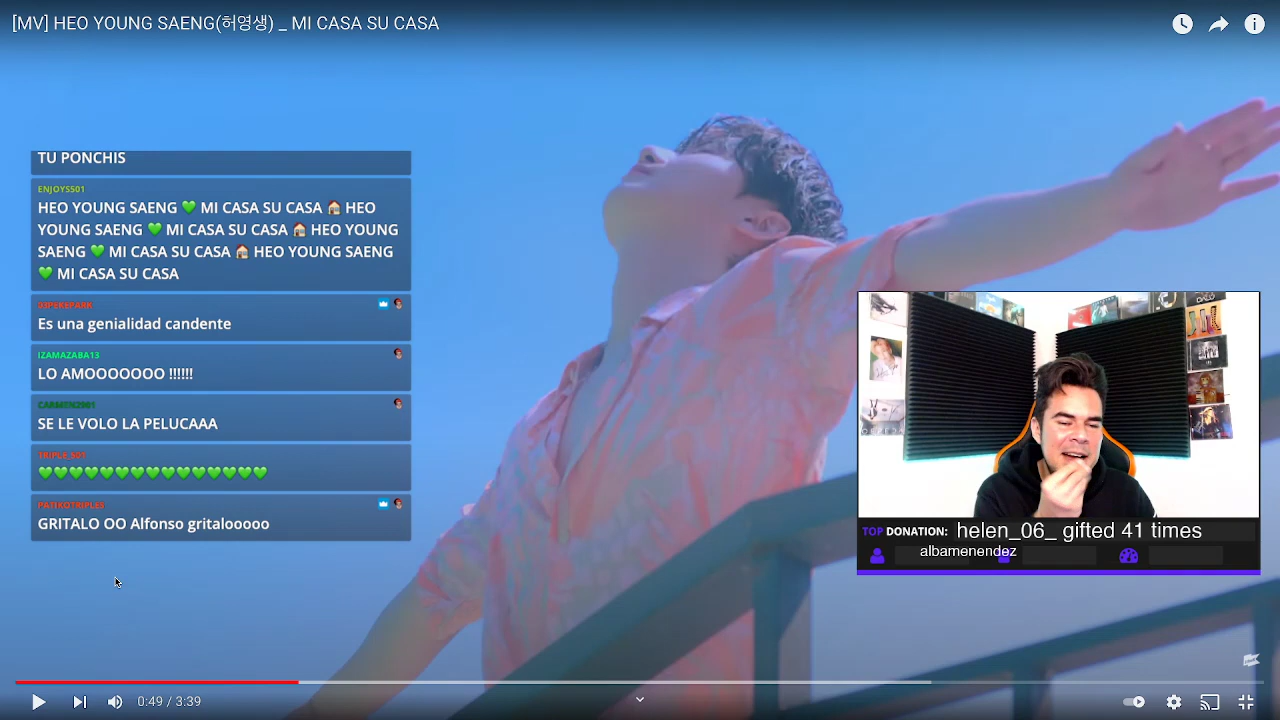 [MV] HEO YOUNG SAENG(허영생) _ MI CASA SU CASA
TU PONCHIS
ENJOYS501
HEO YOUNG SAENG 💚 MI CASA SU CASA 🏠 HEO
YOUNG SAENG 💚 MI CASA SU CASA 🏠 HEO YOUNG
SAENG 💚 MI CASA SU CASA 🏠 HEO YOUNG SAENG
💚 MI CASA SU CASA
Es una genialidad candente
IZAMAZABA13
LO AMOOOOOOO !!!!!!
SE LE VOLO LA PELUCAAA
TRIPLE_501
💚💚💚💚💚💚💚💚💚💚💚💚💚💚💚
PATIKOTRIPLES
GRITALO OO Alfonso gritalooooo
TOP DONATION: helen_06_ gifted 41 times
albamenendez
0:49 / 3:39